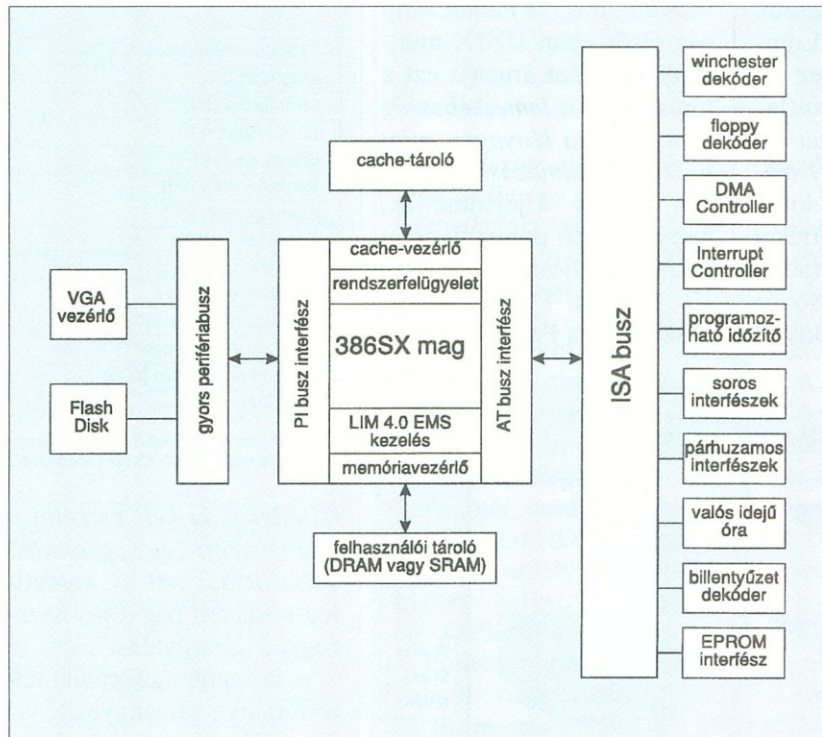 cache-tároló
VGA
vezérlő
Flash
Disk
gyors perifériabusz
PI busz interfész
cache-vezérlő
rendszerfelügyelet
386SX mag
LIM 4.0 EMS
kezelés
memóriavezérlő
AT busz interfész
felhasználói tároló
(DRAM vagy SRAM)
ISA busz
winchester
dekóder
floppy
dekóder
DMA
Controller
Interrupt
Controller
programoz-
ható időzítő
soros
interfészek
párhuzamos
interfészek
valós idejű
óra
billentyűzet
dekóder
EPROM
interfész